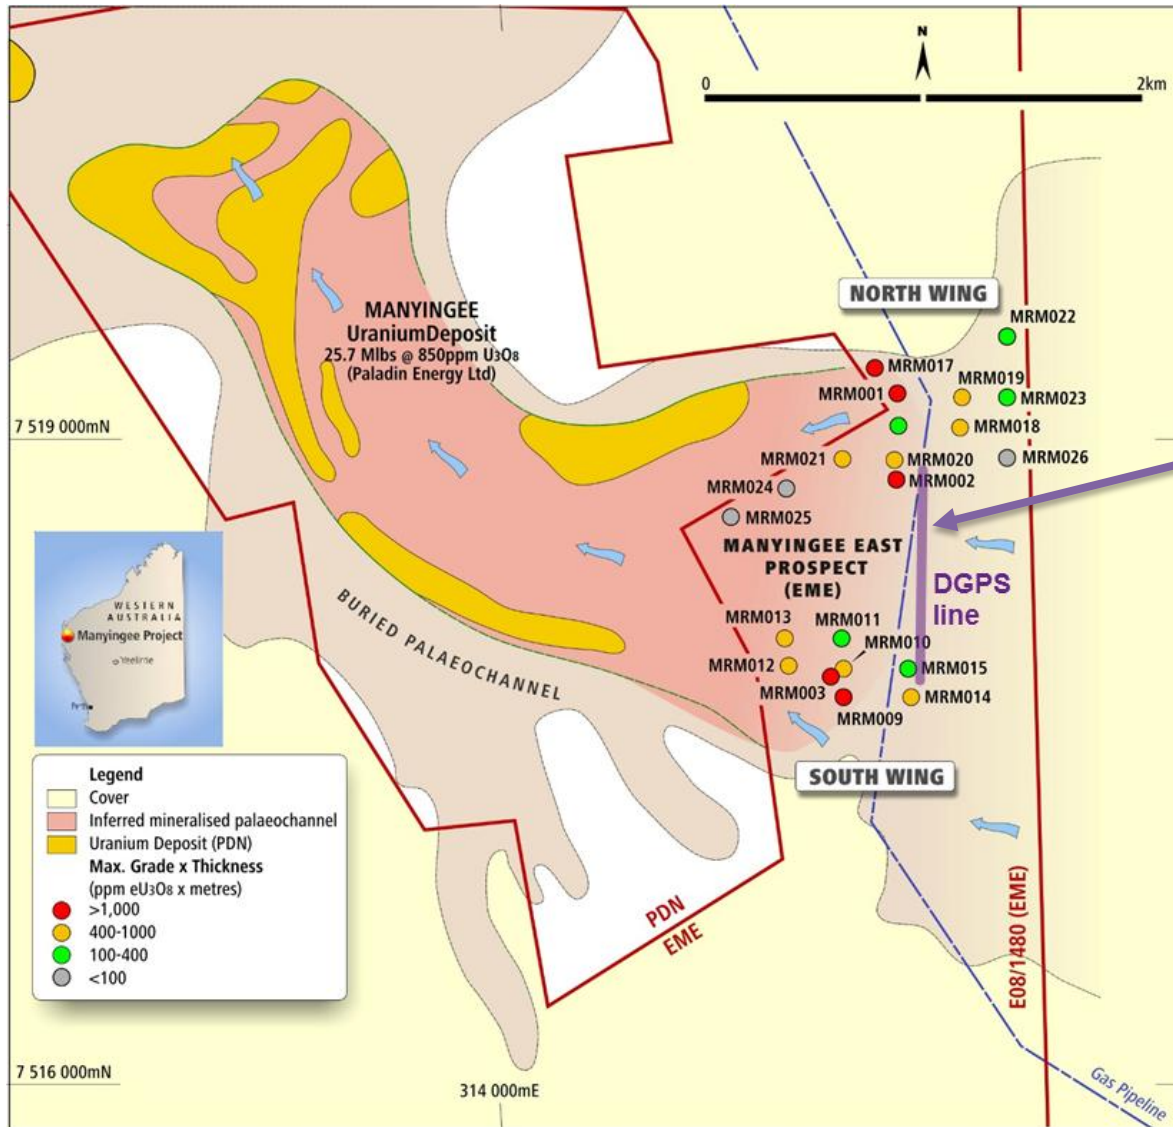 N
0 2km
NORTH WING
MRM022
MRM017
MRM019
MRM001
MRM023
MRM018
MRM021
MRM020
MRM026
MRM002
MRM024
MRM025
MANYINGEE
UraniumDeposit
25.7 Mlbs @ 850ppm U3O8
(Paladin Energy Ltd)
7 519 000mN
MANYINGEE EAST
PROSPECT
(EME)
DGPS
line
MRM013
MRM011
MRM010
MRM012
MRM015
MRM003
MRM014
MRM009
SOUTH WING
BURIED PALAEOCHANNEL
WESTERN
AUSTRALIA
Manyingee Project
Perth
Legend
Cover
Inferred mineralised palaeochannel
Uranium Deposit (PDN)
Max. Grade x Thickness
(ppm eU3O8 x metres)
>1,000
400-1000
100-400
<100
PDN
EME
E08/1480 (EME)
Gas Pipeline
7 516 000mN
314 000mE